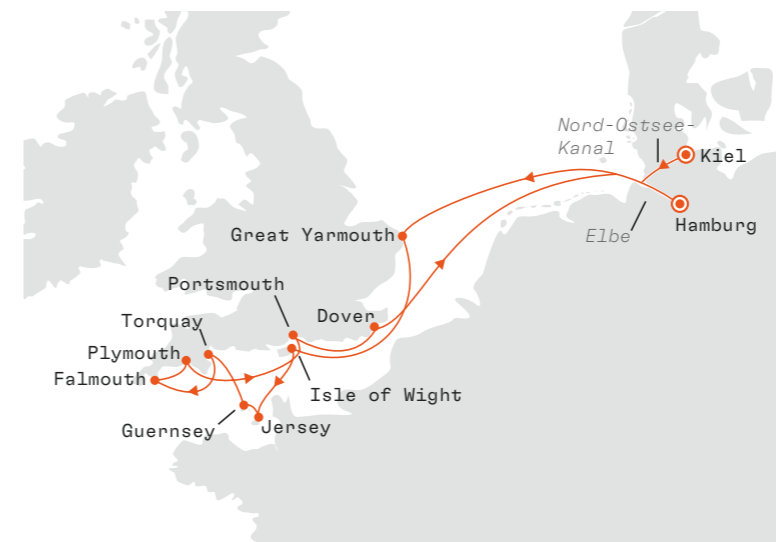 Nord-Ostsee-
Kanal
Kiel
Hamburg
Elbe
Great Yarmouth
Portsmouth
Dover
Torquay
Plymouth
Falmouth
Isle of Wight
Guernsey
Jersey